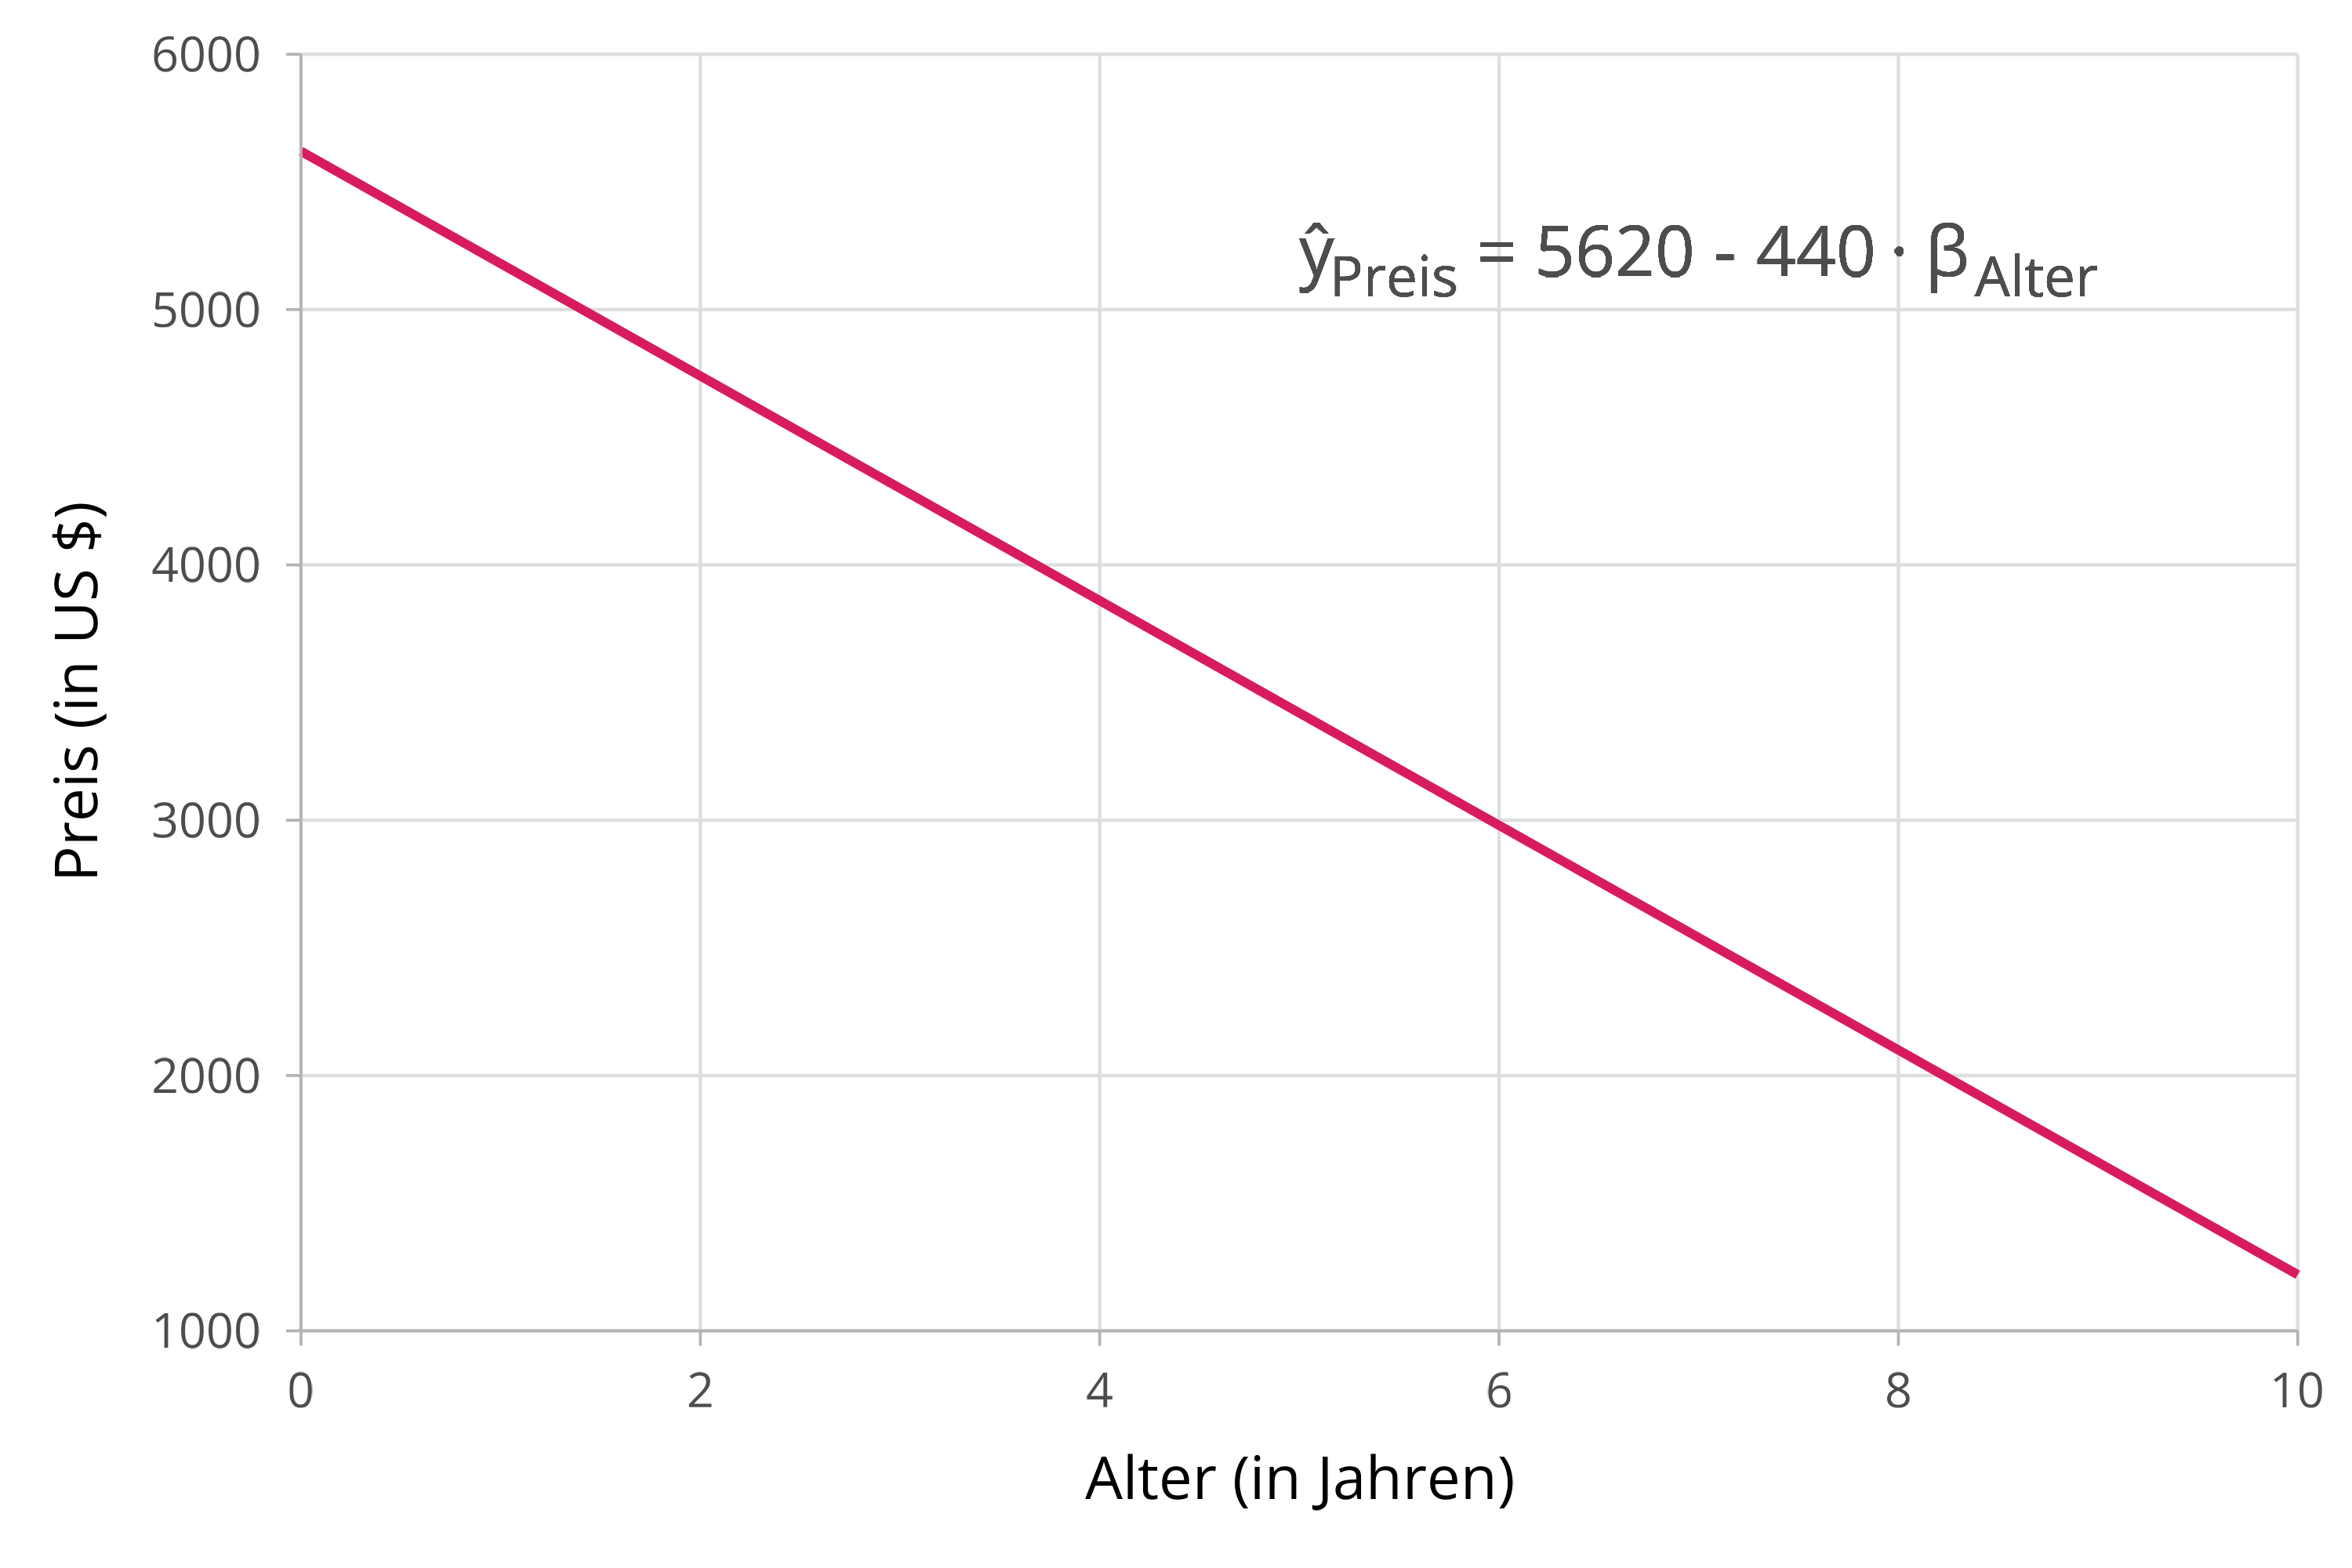 6000
5000
4000
3000
2000
1000
Preis (in US $)
ŷPreis = 5620 - 440 · βAlter
0 2 4 6 8 10
Alter (in Jahren)